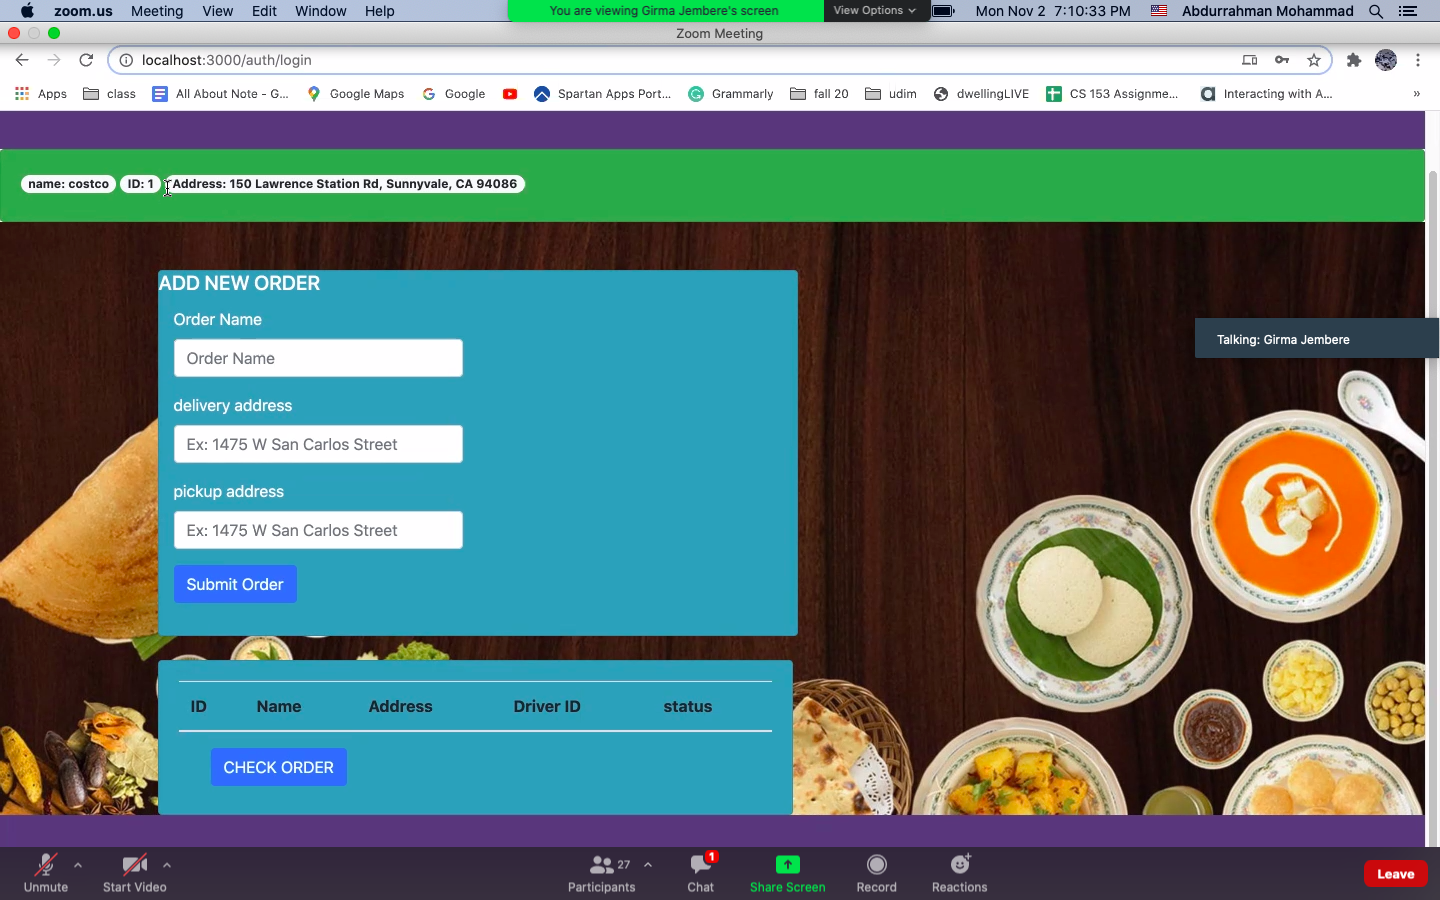 zoom.us Meeting View Edit Window Help You are viewing Girma Jembere's screen View Options Mon Nov 2 7:10:33 PM Abdurrahman Mohammad
Zoom Meeting
localhost:3000/auth/login
Apps class All About Note - G... Google Maps Google Spartan Apps Port... Grammarly fall 20 udim dwellingLIVE CS 153 Assignme... Interacting with A... »
name: costco ID: 1 Address: 150 Lawrence Station Rd, Sunnyvale, CA 94086
ADD NEW ORDER
Order Name
Order Name
Talking: Girma Jembere
delivery address
Ex: 1475 W San Carlos Street
pickup address
Ex: 1475 W San Carlos Street
Submit Order
ID Name Address Driver ID status
CHECK ORDER
Unmute Start Video Participants 27 Chat 1 Share Screen Record Reactions Leave